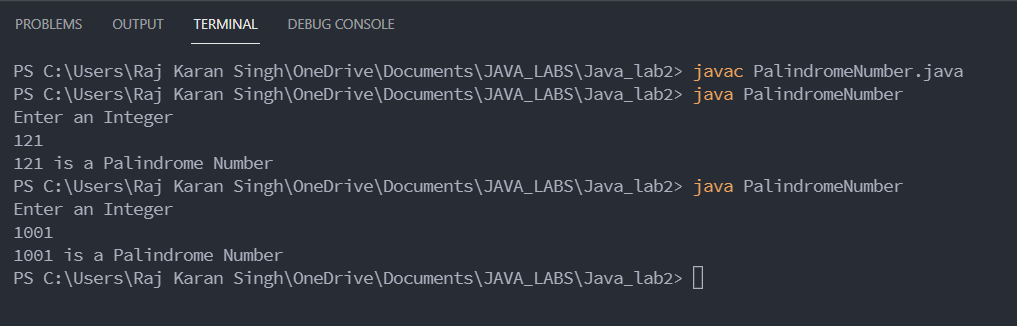 PROBLEMS OUTPUT TERMINAL DEBUG CONSOLE
PS C:\Users\Raj Karan Singh\OneDrive\Documents\JAVA_LABS\Java_lab2> javac PalindromeNumber.java
PS C:\Users\Raj Karan Singh\OneDrive\Documents\JAVA_LABS\Java_lab2> java PalindromeNumber
Enter an Integer
121
121 is a Palindrome Number
PS C:\Users\Raj Karan Singh\OneDrive\Documents\JAVA_LABS\Java_lab2> java PalindromeNumber
Enter an Integer
1001
1001 is a Palindrome Number
PS C:\Users\Raj Karan Singh\OneDrive\Documents\JAVA_LABS\Java_lab2>